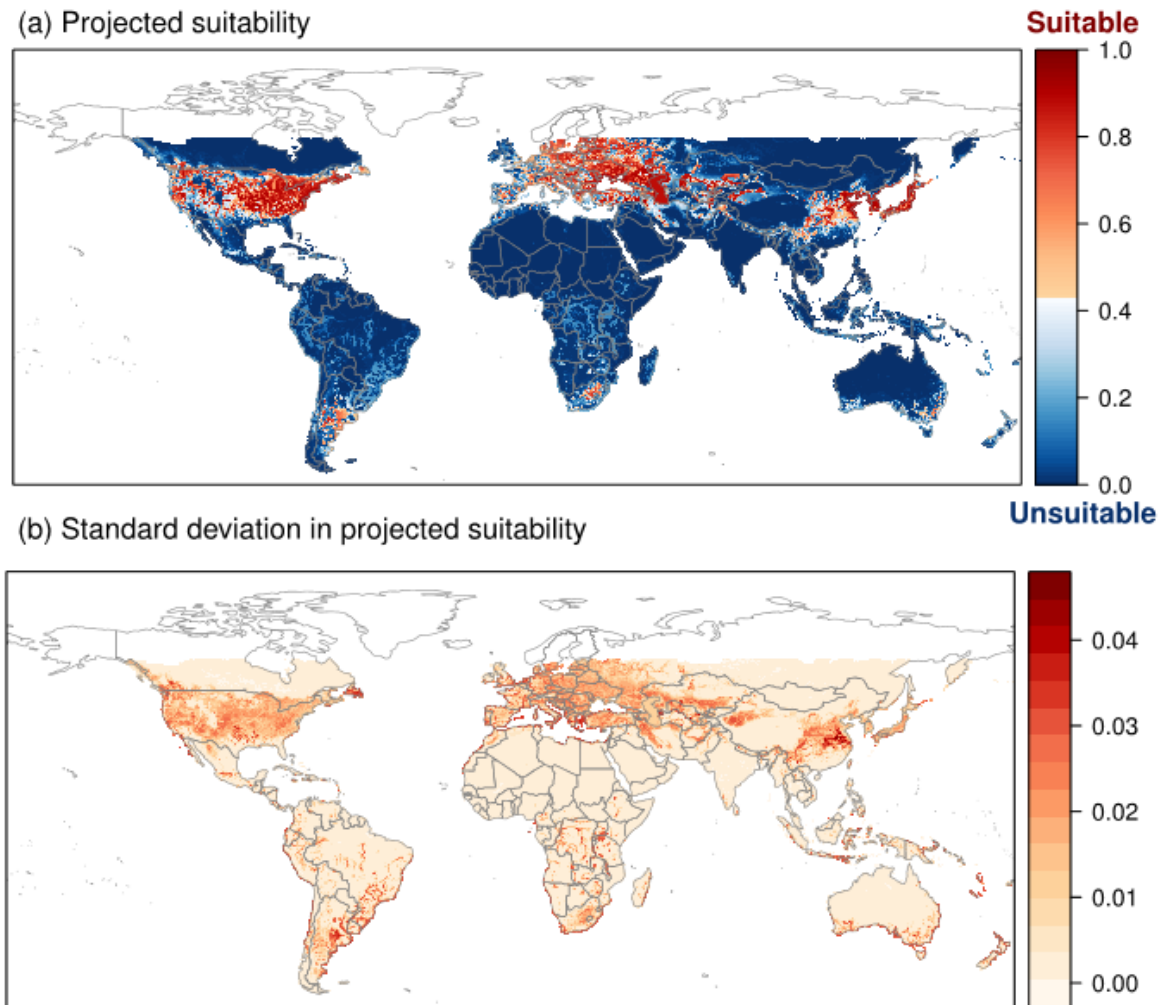 (a) Projected suitability
Suitable
1.0
0.8
0.6
0.4
0.2
0.0
Unsuitable
(b) Standard deviation in projected suitability
0.04
0.03
0.02
0.01
0.00